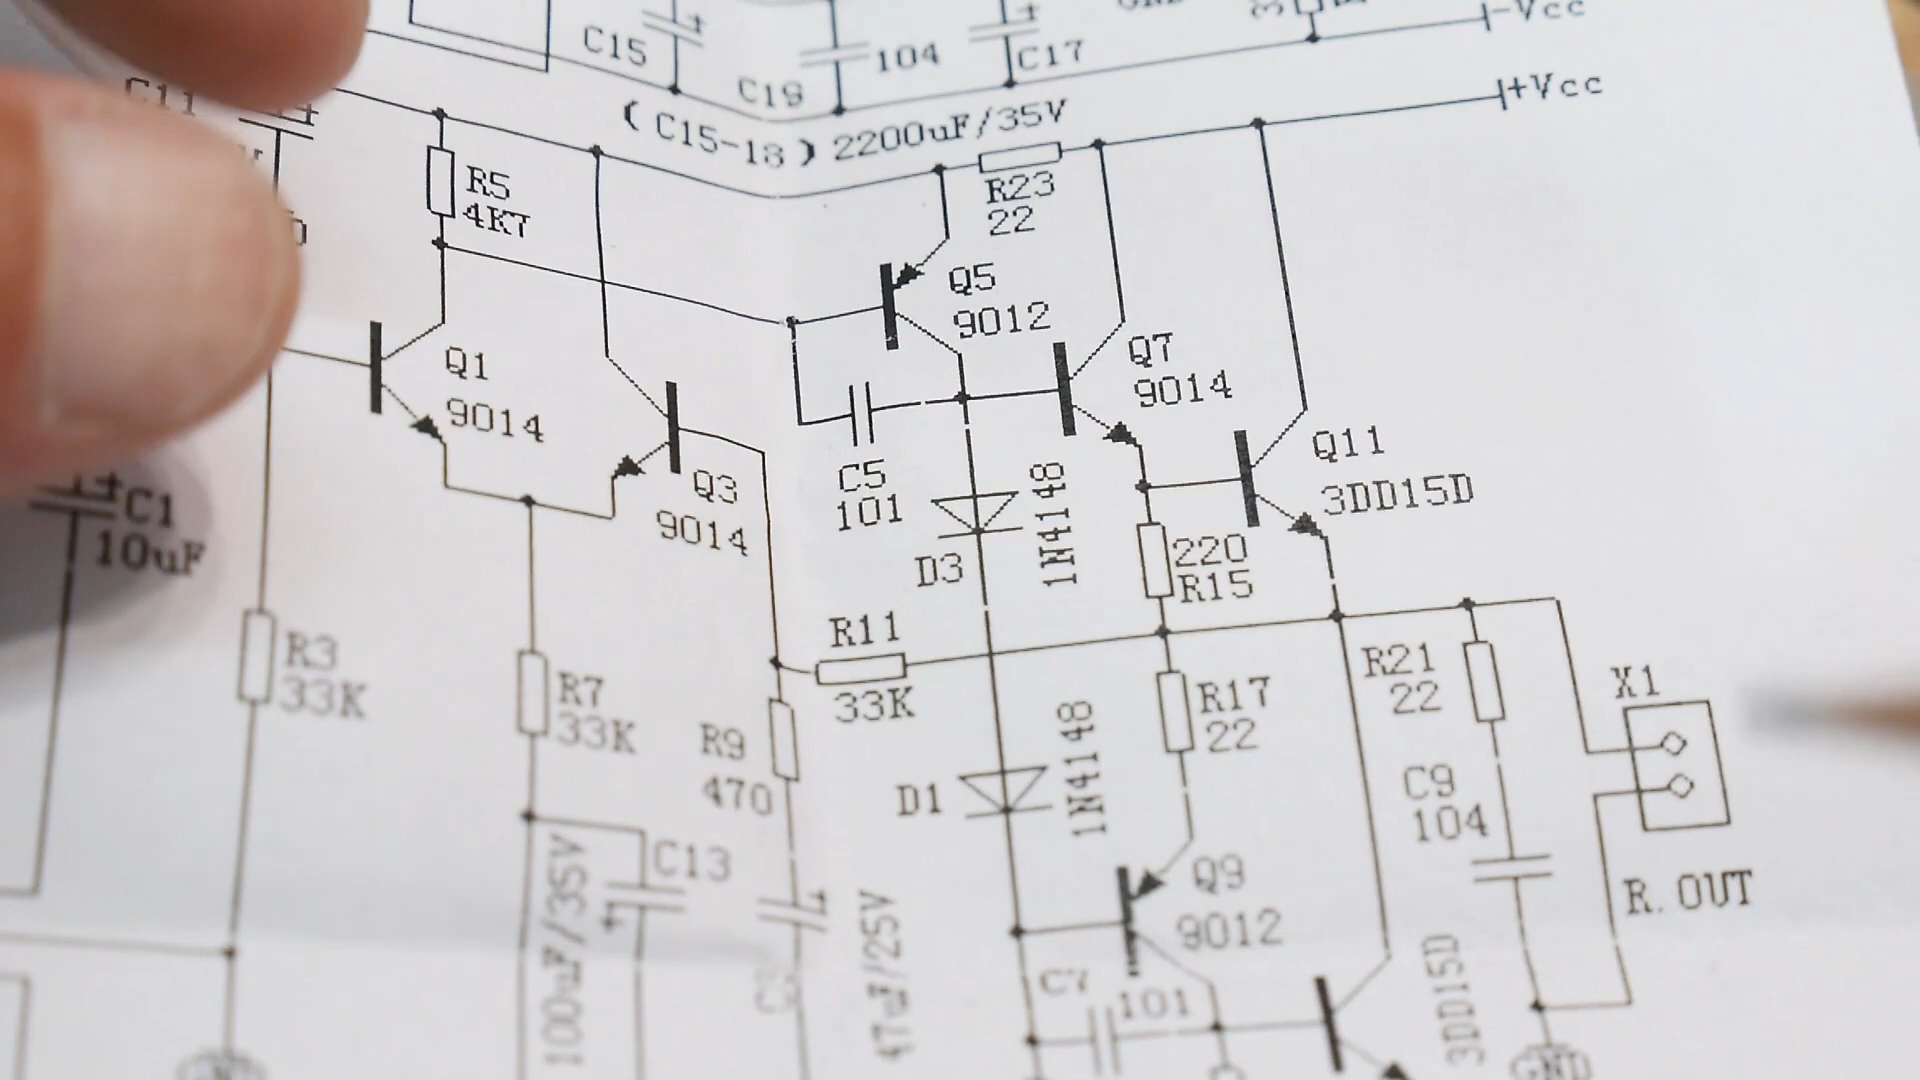 -Vcc
C15
104
C17
C19
+Vcc
C11
(C15-18) 2200uF/35V
R5
4K7
R23
22
Q5
9012
Q1
9014
Q7
9014
Q3
9014
C5
101
D3
1N4148
Q11
3DD15D
C1
10uF
220
R15
R11
33K
R3
33K
R7
33K
R9
470
R17
22
R21
22
X1
D1
1N4148
C9
104
C13
100uF/35V
47uF/25V
Q9
9012
R.OUT
C7
101
3DD15D
GND